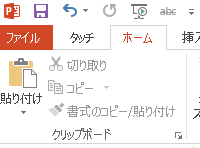 abc
ファイル タッチ ホーム 挿
切り取り
コピー
貼り付け
書式のコピー/貼り付け
クリップボード
ス